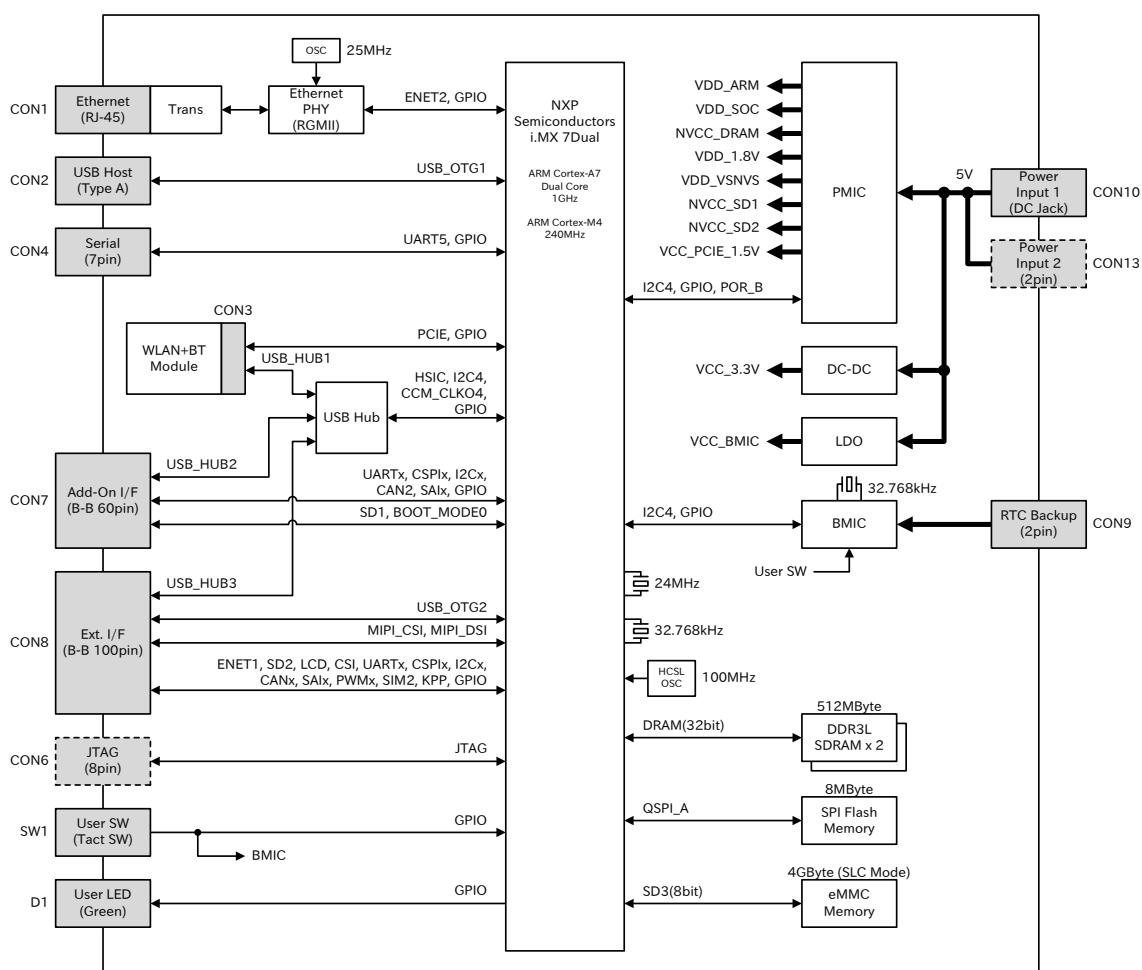 OSC
25MHz
CON1
Ethernet
(RJ-45)
Trans
Ethernet
PHY
(RGMII)
ENET2, GPIO
CON2
USB Host
(Type A)
USB_OTG1
CON4
Serial
(7pin)
UART5, GPIO
CON3
WLAN+BT
Module
PCIE, GPIO
USB_HUB1
USB Hub
HSIC, I2C4,
CCM_CLKO4,
GPIO
CON7
Add-On I/F
(B-B 60pin)
USB_HUB2
UARTx, CSPIx, I2Cx,
CAN2, SAIx, GPIO
SD1, BOOT_MODE0
CON8
Ext. I/F
(B-B 100pin)
USB_HUB3
USB_OTG2
MIPI_CSI, MIPI_DSI
ENET1, SD2, LCD, CSI, UARTx, CSPIx, I2Cx,
CANx, SAIx, PWMx, SIM2, KPP, GPIO
CON6
JTAG
(8pin)
JTAG
SW1
User SW
(Tact SW)
GPIO
BMIC
D1
User LED
(Green)
GPIO
NXP
Semiconductors
i.MX 7Dual
ARM Cortex-A7
Dual Core
1GHz
ARM Cortex-M4
240MHz
VDD_ARM
VDD_SOC
NVCC_DRAM
VDD_1.8V
VDD_VSNVS
NVCC_SD1
NVCC_SD2
VCC_PCIE_1.5V
I2C4, GPIO, POR_B
PMIC
5V
Power
Input 1
(DC Jack)
CON10
Power
Input 2
(2pin)
CON13
VCC_3.3V
DC-DC
VCC_BMIC
LDO
32.768kHz
I2C4, GPIO
BMIC
RTC Backup
(2pin)
CON9
User SW
24MHz
32.768kHz
HCSL
OSC
100MHz
DRAM(32bit)
512MByte
DDR3L
SDRAM x 2
QSPI_A
8MByte
SPI Flash
Memory
SD3(8bit)
4GByte (SLC Mode)
eMMC
Memory